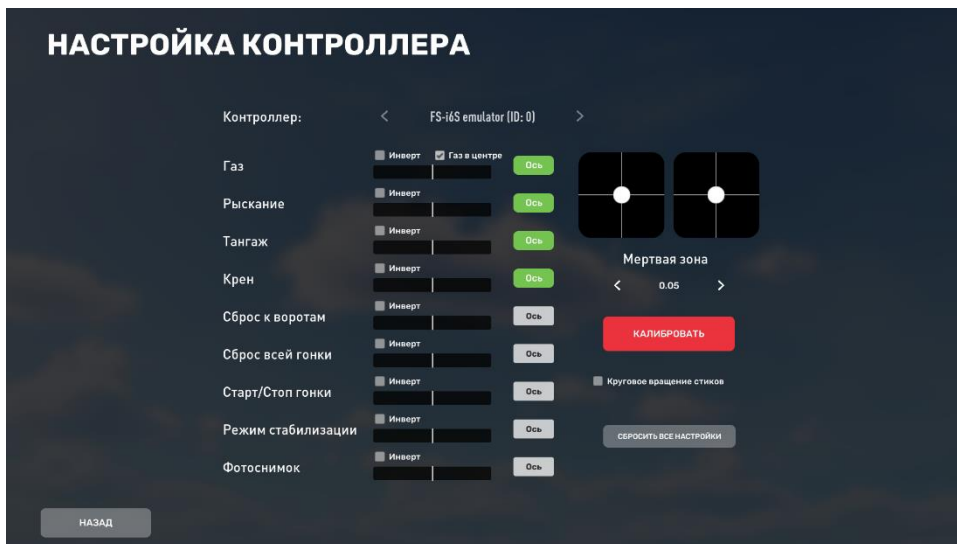 НАСТРОЙКА КОНТРОЛЛЕРА
Контроллер: < FS-i6S emulator (ID: 0) >
Инверт Газ в центре
Газ Ось
Инверт
Рыскание Ось
Инверт
Тангаж Ось
Мертвая зона
Инверт
Крен Ось
< 0.05 >
Инверт
Сброс к воротам Ось
КАЛИБРОВАТЬ
Инверт
Сброс всей гонки Ось
Инверт
Круговое вращение стиков
Старт/Стоп гонки Ось
Инверт
Режим стабилизации Ось
СБРОСИТЬ ВСЕ НАСТРОЙКИ
Инверт
Фотоснимок Ось
НАЗАД